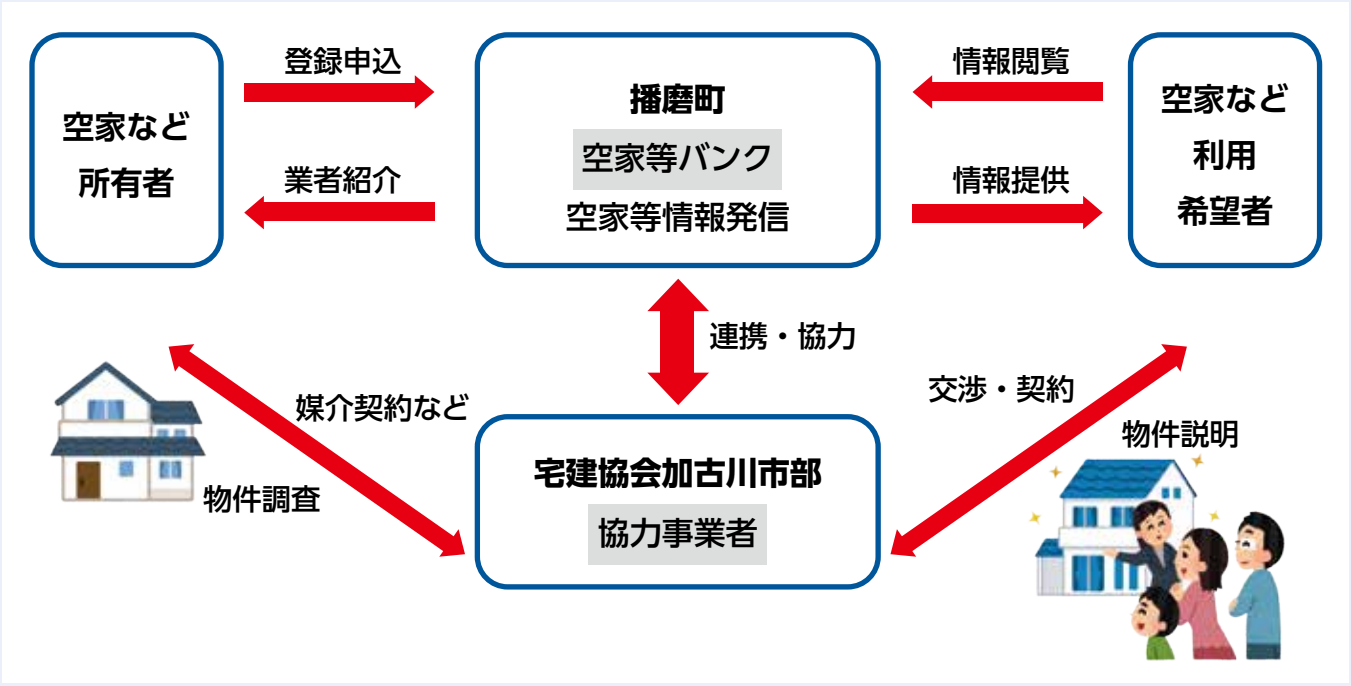 空家など
所有者
登録申込
業者紹介
播磨町
空家等バンク
空家等情報発信
情報閲覧
情報提供
空家など
利用
希望者
連携・協力
媒介契約など
物件調査
宅建協会加古川市部
協力事業者
交渉・契約
物件説明